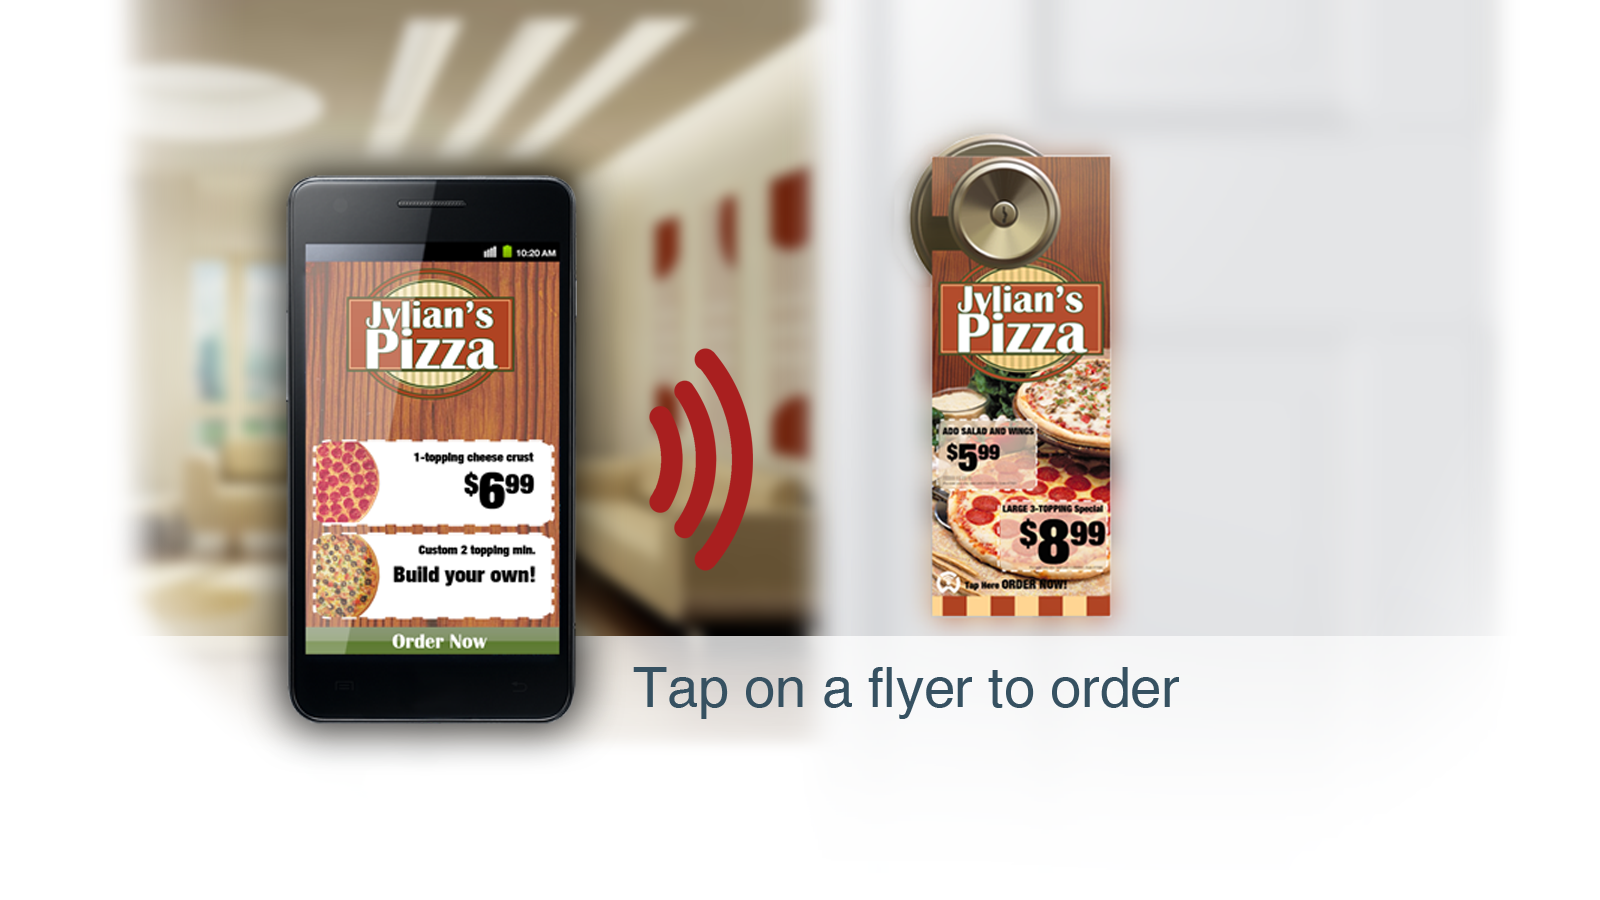 10:20 AM
Jylian's
Pizza
1-topping cheese crust
$699
Custom 2 topping min.
Build your own!
Order Now
Jylian's
Pizza
ADD SALAD AND WINGS
$599
LARGE 3-TOPPING Special
$899
Tap Here ORDER NOW!
Tap on a flyer to order